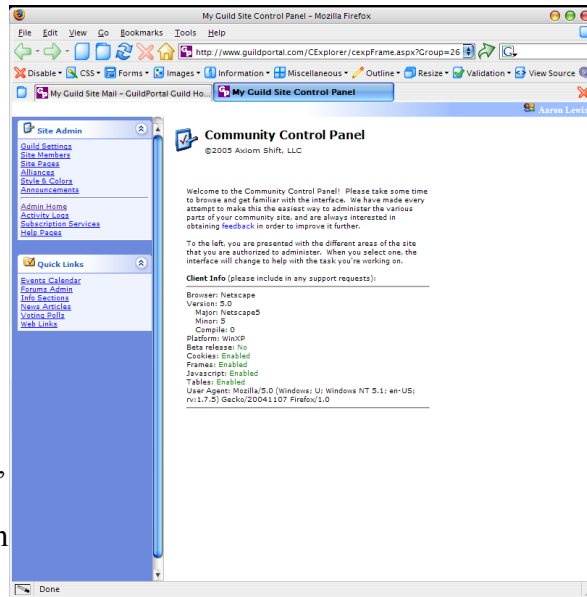 My Guild Site Control Panel - Mozilla Firefox
File Edit View Go Bookmarks Tools Help
http://www.guildportal.com/CExplorer/cexpFrame.aspx?Group=26 G
Disable CSS Forms Images Information Miscellaneous Outline Resize Validation View Source
My Guild Site Mail - GuildPortal Guild Ho... My Guild Site Control Panel
Aaron Lewis
Site Admin
Guild Settings
Site Members
Site Pages
Alliances
Style & Colors
Announcements
Admin Home
Activity Logs
Subscription Services
Help Pages
Quick Links
Events Calendar
Forums Admin
Info Sections
News Articles
Voting Polls
Web Links
Community Control Panel
©2005 Axiom Shift, LLC
Welcome to the Community Control Panel! Please take some time
to browse and get familiar with the interface. We have made every
attempt to make this the easiest way to administer the various
parts of your community site, and are always interested in
obtaining feedback in order to improve it further.
To the left, you are presented with the different areas of the site
that you are authorized to administer. When you select one, the
interface will change to help with the task you're working on.
Client Info (please include in any support requests):
Browser: Netscape
Version: 5.0
Major: Netscape5
Minor: 5
Compile: 0
Platform: WinXP
Beta release: No
Cookies: Enabled
Frames: Enabled
Javascript: Enabled
Tables: Enabled
User Agent: Mozilla/5.0 (Windows; U; Windows NT 5.1; en-US;
rv:1.7.5) Gecko/20041107 Firefox/1.0
Done